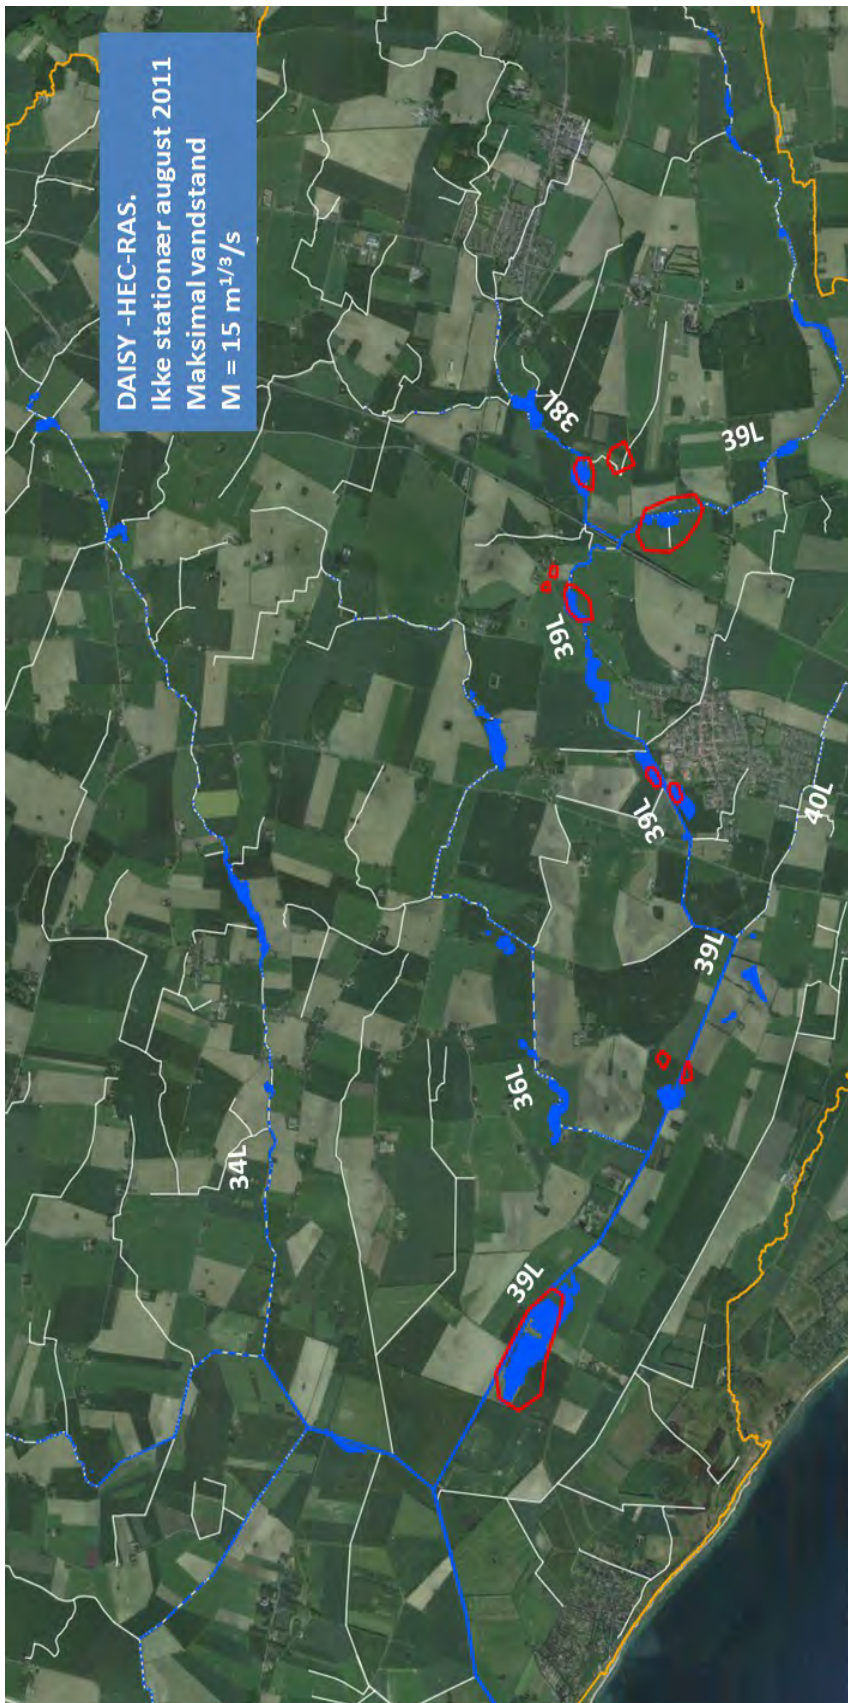 DAISY -HEC-RAS.
Ikke stationær august 2011
Maksimal vandstand
M = 15 m^1/3/s
38L
39L
39L
39L
40L
39L
36L
34L
39L